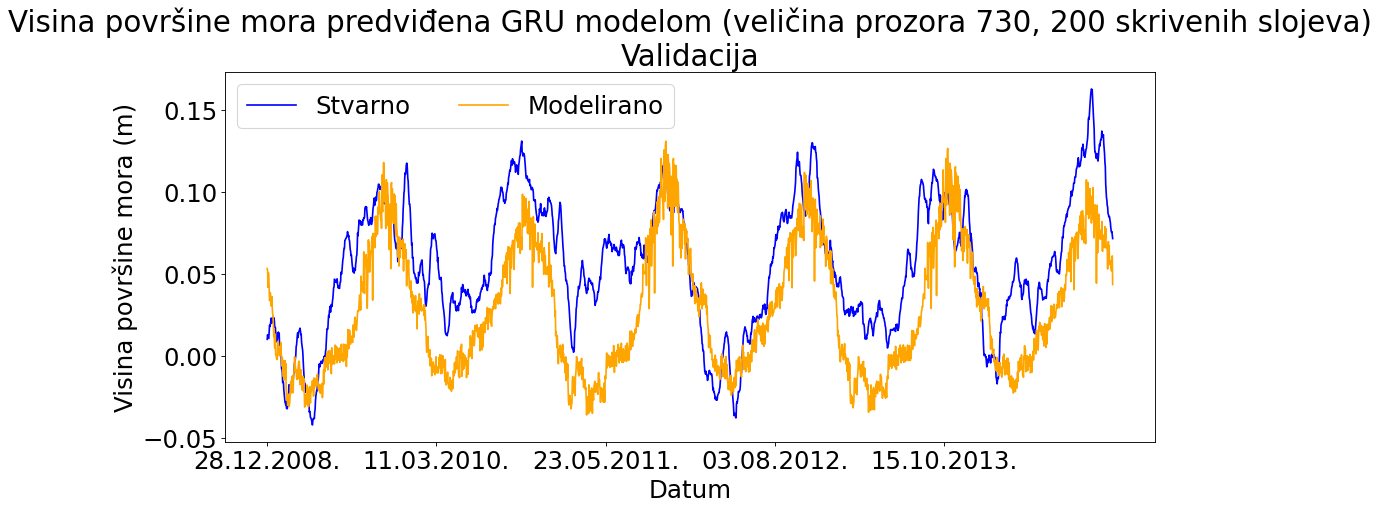 Visina površine mora predviđena GRU modelom (veličina prozora 730, 200 skrivenih slojeva)
Validacija
Stvarno Modelirano
Visina površine mora (m)
0.15
0.10
0.05
0.00
−0.05
28.12.2008. 11.03.2010. 23.05.2011. 03.08.2012. 15.10.2013.
Datum